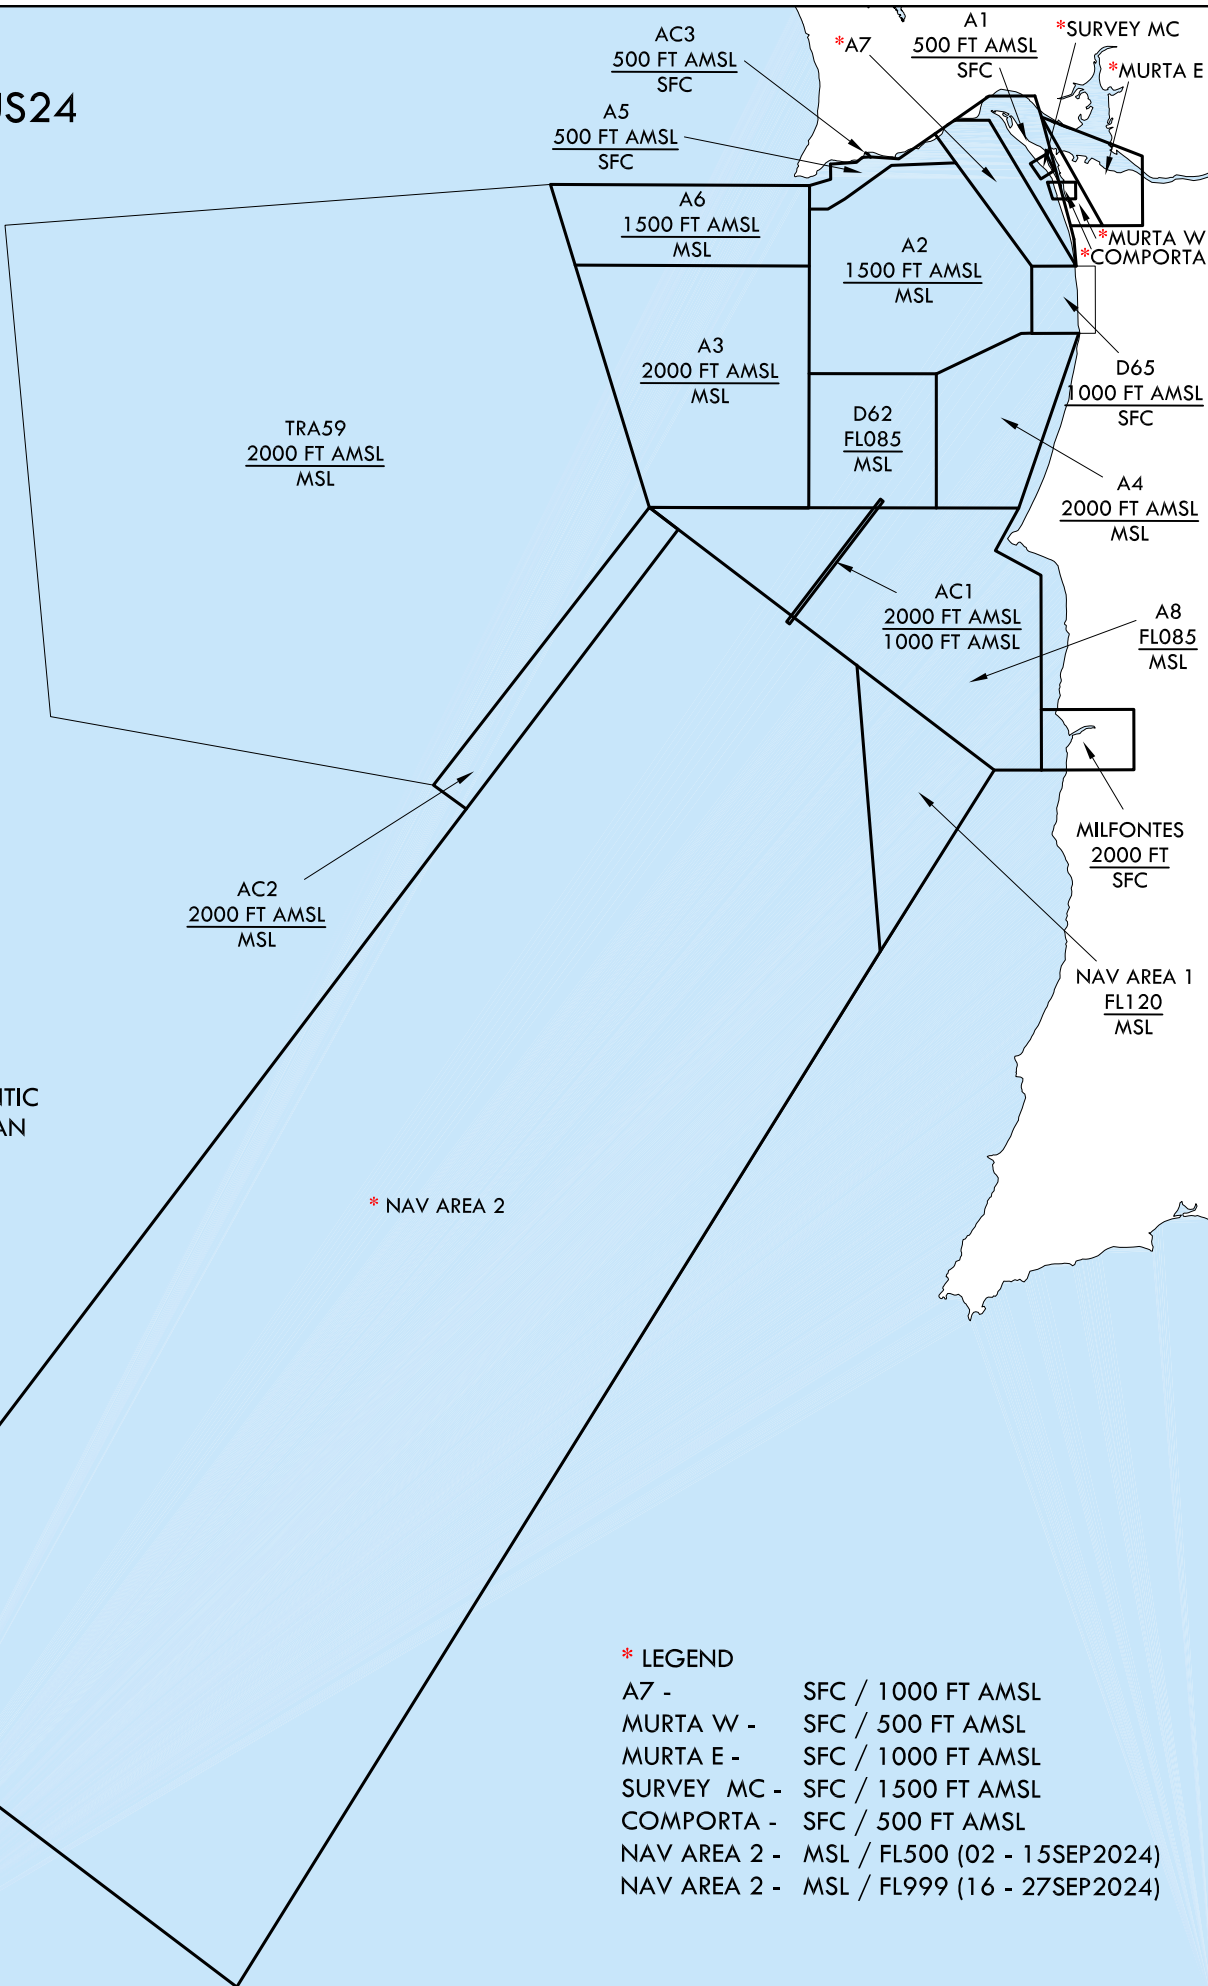 A1
*SURVEY MC
AC3
500 FT AMSL
SFC
*A7
500 FT AMSL
SFC
*MURTA E
US24
A5
500 FT AMSL
SFC
A6
1500 FT AMSL
MSL
A2
1500 FT AMSL
MSL
*MURTA W
*COMPORTA
A3
2000 FT AMSL
MSL
D65
1000 FT AMSL
SFC
TRA59
2000 FT AMSL
MSL
D62
FL085
MSL
A4
2000 FT AMSL
MSL
AC1
2000 FT AMSL
1000 FT AMSL
A8
FL085
MSL
MILFONTES
2000 FT
SFC
AC2
2000 FT AMSL
MSL
NAV AREA 1
FL120
MSL
NTIC
AN
* NAV AREA 2
* LEGEND
A7 - SFC / 1000 FT AMSL
MURTA W - SFC / 500 FT AMSL
MURTA E - SFC / 1000 FT AMSL
SURVEY MC - SFC / 1500 FT AMSL
COMPORTA - SFC / 500 FT AMSL
NAV AREA 2 - MSL / FL500 (02 - 15SEP2024)
NAV AREA 2 - MSL / FL999 (16 - 27SEP2024)